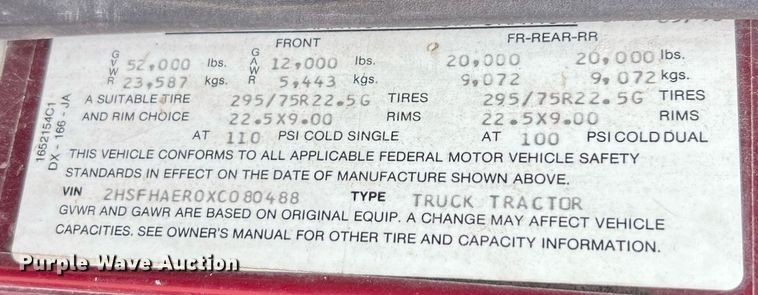 FRONT FR-REAR-RR
GVWR 52,000 lbs. GAWR 12,000 lbs. 20,000 20,000 lbs.
23,587 kgs. 5,443 kgs. 9,072 9,072 kgs.
A SUITABLE TIRE 295/75R22.5G TIRES 295/75R22.5G TIRES
AND RIM CHOICE 22.5X9.00 RIMS 22.5X9.00 RIMS
AT 110 PSI COLD SINGLE AT 100 PSI COLD DUAL
THIS VEHICLE CONFORMS TO ALL APPLICABLE FEDERAL MOTOR VEHICLE SAFETY
STANDARDS IN EFFECT ON THE DATE OF MANUFACTURE SHOWN ABOVE.
VIN 2HSFHAER0XC080488 TYPE TRUCK TRACTOR
GVWR AND GAWR ARE BASED ON ORIGINAL EQUIP. A CHANGE MAY AFFECT VEHICLE
CAPACITIES. SEE OWNER'S MANUAL FOR OTHER TIRE AND CAPACITY INFORMATION.
1652154C1
DX - 166 - JA
Purple Wave Auction